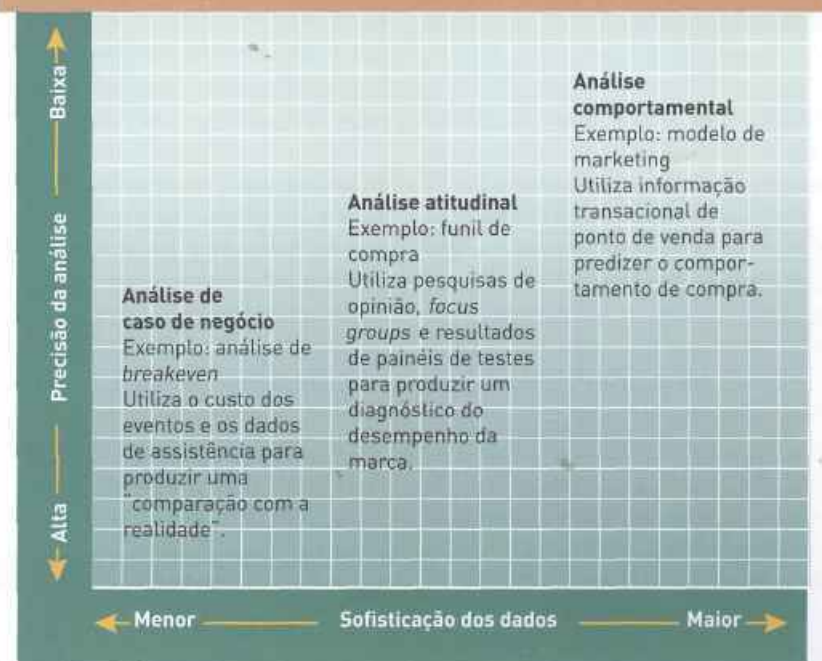 Baixa
Precisão da análise
Alta
Análise de
caso de negócio
Exemplo: análise de
breakeven
Utiliza o custo dos
eventos e os dados
de assistência para
produzir uma
"comparação com a
realidade".
Análise atitudinal
Exemplo: funil de
compra
Utiliza pesquisas de
opinião, focus
groups e resultados
de painéis de testes
para produzir um
diagnóstico do
desempenho da
marca.
Análise
comportamental
Exemplo: modelo de
marketing
Utiliza informação
transacional de
ponto de venda para
predizer o compor-
tamento de compra.
Menor
Sofisticação dos dados
Maior